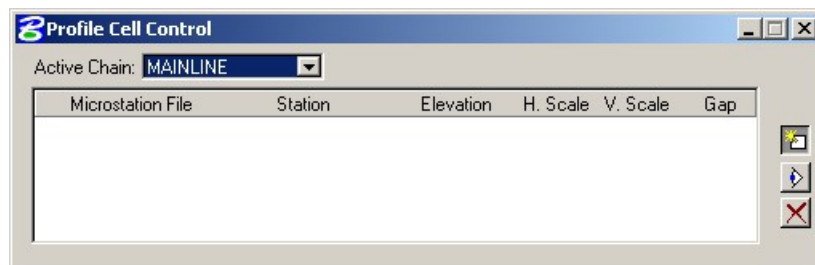 Profile Cell Control
Active Chain: MAINLINE
Microstation File Station Elevation H. Scale V. Scale Gap